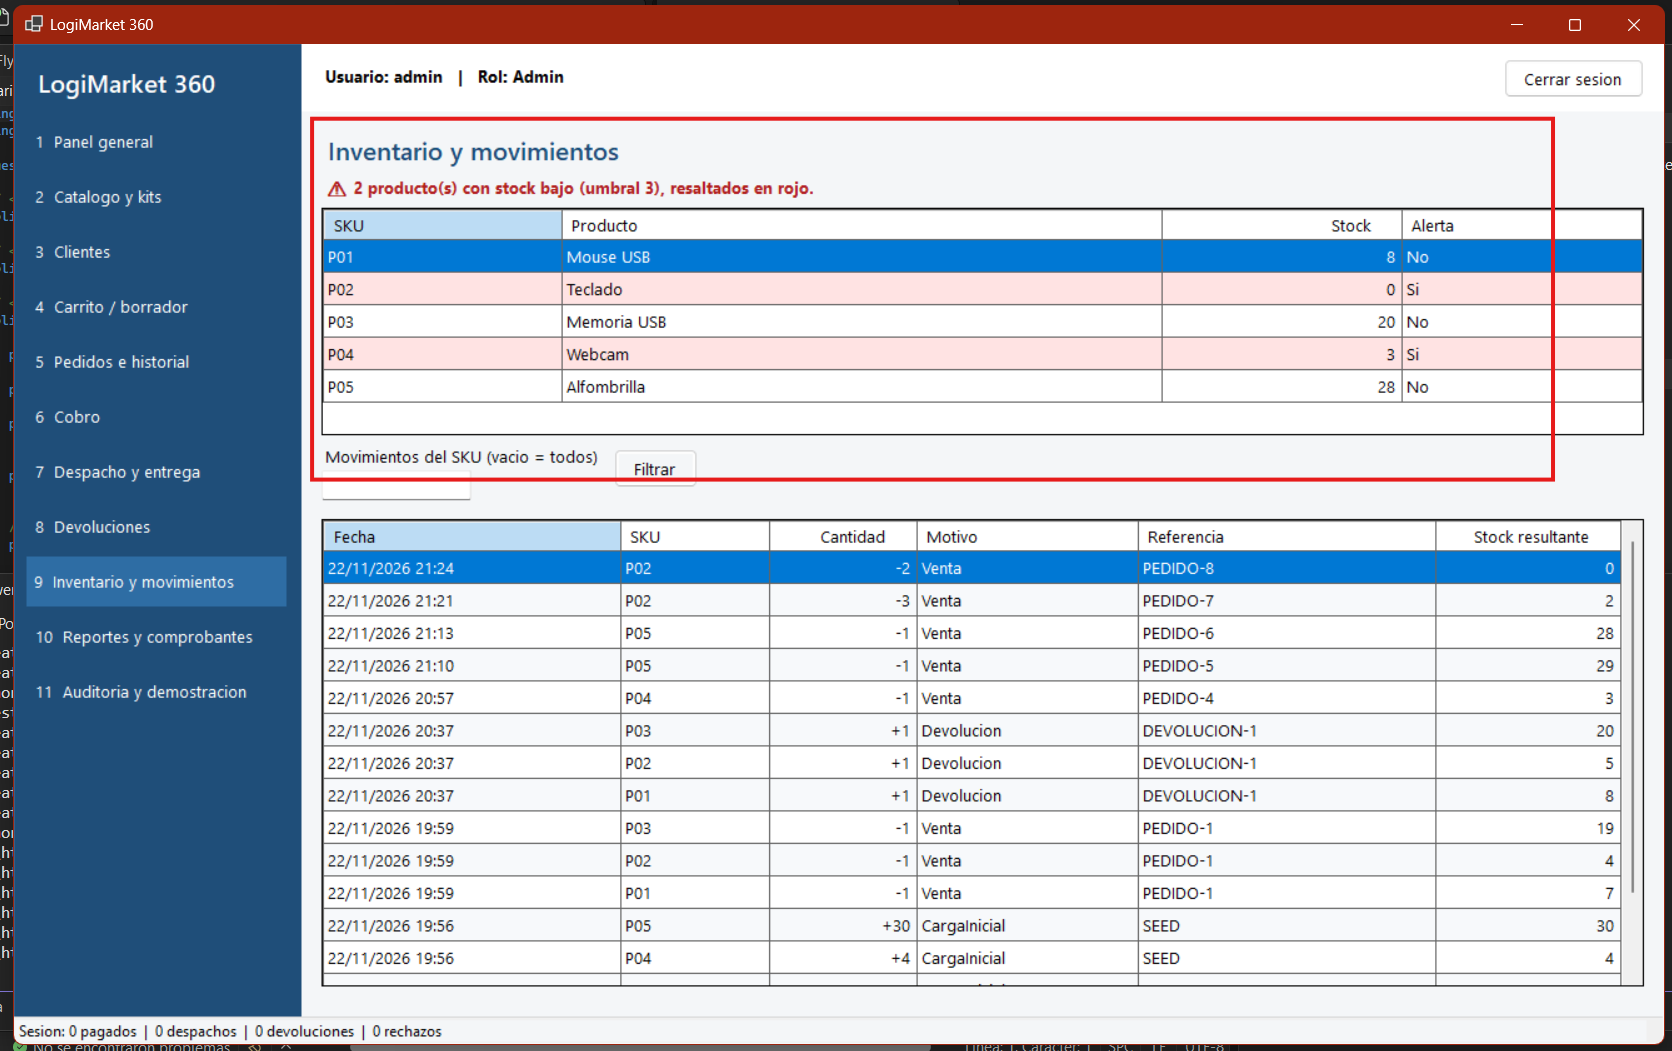 LogiMarket 360
LogiMarket 360
1 Panel general
2 Catalogo y kits
3 Clientes
4 Carrito / borrador
5 Pedidos e historial
6 Cobro
7 Despacho y entrega
8 Devoluciones
9 Inventario y movimientos
10 Reportes y comprobantes
11 Auditoria y demostracion
Usuario: admin | Rol: Admin
Cerrar sesion
Inventario y movimientos
⚠ 2 producto(s) con stock bajo (umbral 3), resaltados en rojo.
SKU Producto Stock Alerta
P01 Mouse USB 8 No
P02 Teclado 0 Si
P03 Memoria USB 20 No
P04 Webcam 3 Si
P05 Alfombrilla 28 No
Movimientos del SKU (vacio = todos)
Filtrar
Fecha SKU Cantidad Motivo Referencia Stock resultante
22/11/2026 21:24 P02 -2 Venta PEDIDO-8 0
22/11/2026 21:21 P02 -3 Venta PEDIDO-7 2
22/11/2026 21:13 P05 -1 Venta PEDIDO-6 28
22/11/2026 21:10 P05 -1 Venta PEDIDO-5 29
22/11/2026 20:57 P04 -1 Venta PEDIDO-4 3
22/11/2026 20:37 P03 +1 Devolucion DEVOLUCION-1 20
22/11/2026 20:37 P02 +1 Devolucion DEVOLUCION-1 5
22/11/2026 20:37 P01 +1 Devolucion DEVOLUCION-1 8
22/11/2026 19:59 P03 -1 Venta PEDIDO-1 19
22/11/2026 19:59 P02 -1 Venta PEDIDO-1 4
22/11/2026 19:59 P01 -1 Venta PEDIDO-1 7
22/11/2026 19:56 P05 +30 CargaInicial SEED 30
22/11/2026 19:56 P04 +4 CargaInicial SEED 4
Sesion: 0 pagados | 0 despachos | 0 devoluciones | 0 rechazos
No se encontraron problemas